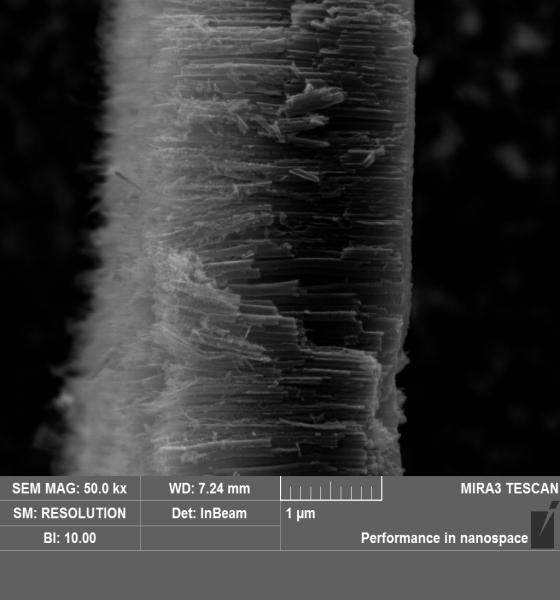 SEM MAG: 50.0 kx
WD: 7.24 mm
MIRA3 TESCAN
SM: RESOLUTION
Det: InBeam
1 µm
BI: 10.00
Performance in nanospace